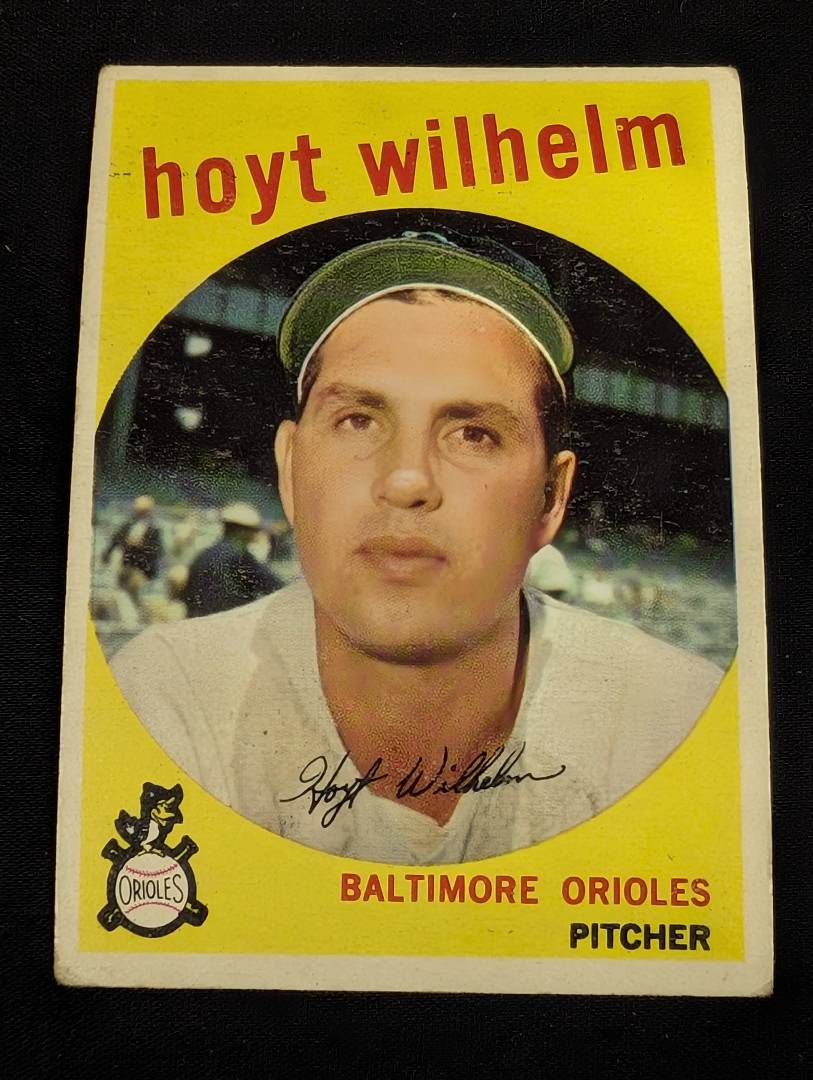 hoyt wilhelm
Hoyt Wilhelm
ORIOLES
BALTIMORE ORIOLES
PITCHER